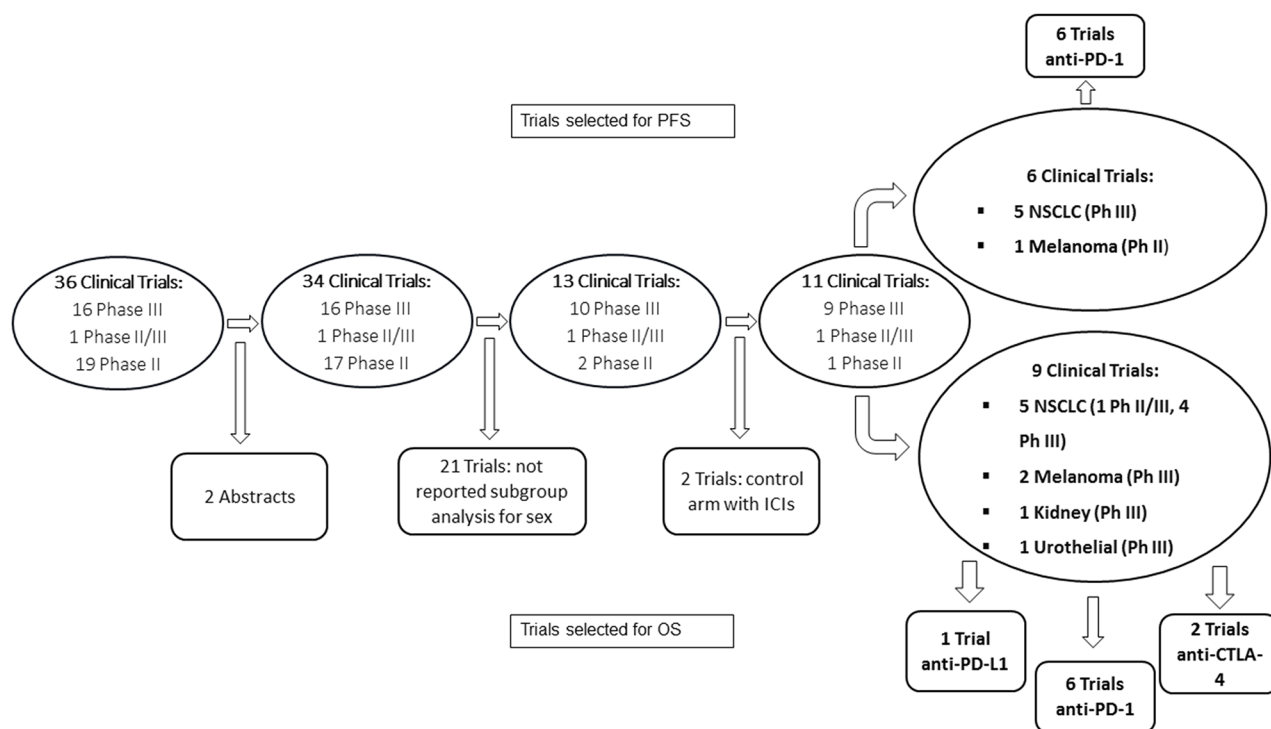 6 Trials
anti-PD-1
Trials selected for PFS
6 Clinical Trials:
▪ 5 NSCLC (Ph III)
▪ 1 Melanoma (Ph II)
36 Clinical Trials:
16 Phase III
1 Phase II/III
19 Phase II
34 Clinical Trials:
16 Phase III
1 Phase II/III
17 Phase II
13 Clinical Trials:
10 Phase III
1 Phase II/III
2 Phase II
11 Clinical Trials:
9 Phase III
1 Phase II/III
1 Phase II
9 Clinical Trials:
▪ 5 NSCLC (1 Ph II/III, 4
Ph III)
▪ 2 Melanoma (Ph III)
▪ 1 Kidney (Ph III)
▪ 1 Urothelial (Ph III)
2 Abstracts
21 Trials: not
reported subgroup
analysis for sex
2 Trials: control
arm with ICIs
Trials selected for OS
1 Trial
anti-PD-L1
6 Trials
anti-PD-1
2 Trials
anti-CTLA-
4